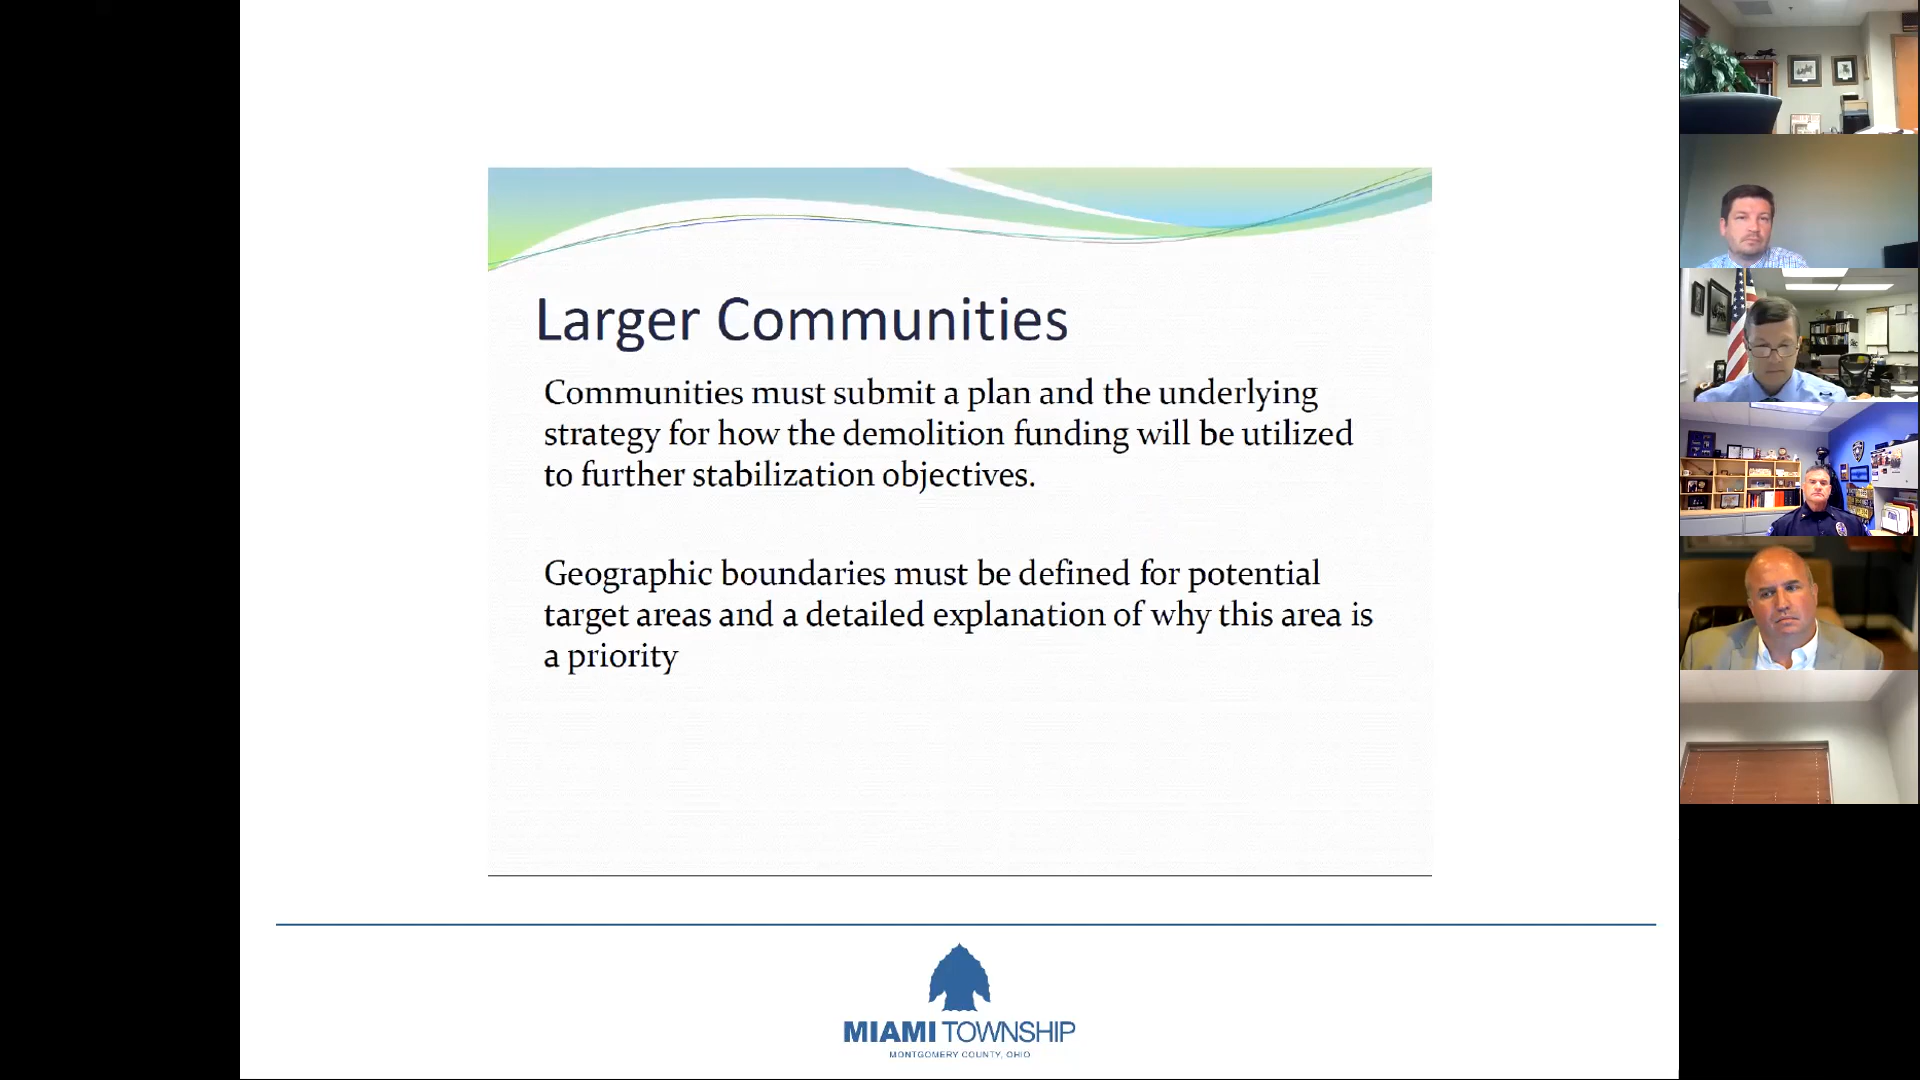 Larger Communities
Communities must submit a plan and the underlying
strategy for how the demolition funding will be utilized
to further stabilization objectives.
Geographic boundaries must be defined for potential
target areas and a detailed explanation of why this area is
a priority
MIAMI TOWNSHIP
MONTGOMERY COUNTY, OHIO